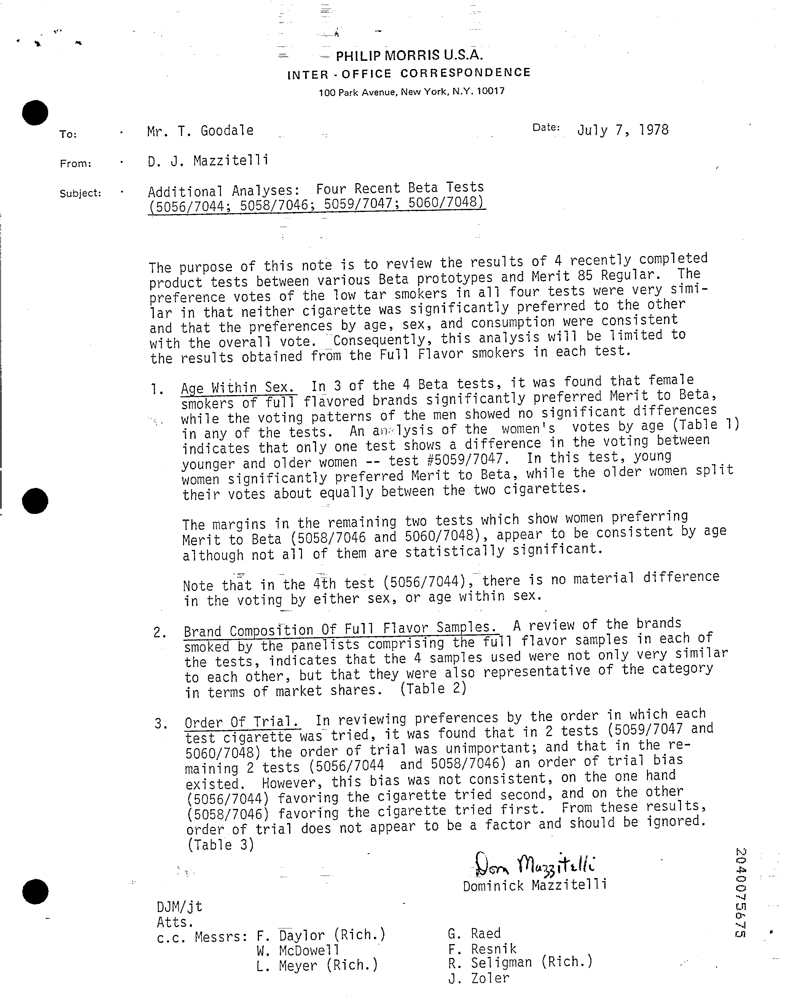 PHILIP MORRIS U.S.A.
INTER - OFFICE CORRESPONDENCE
100 Park Avenue, New York, N.Y. 10017
To: Mr. T. Goodale Date: July 7, 1978
From: D. J. Mazzitelli
Subject: Additional Analyses: Four Recent Beta Tests
(5056/7044; 5058/7046; 5059/7047; 5060/7048)
The purpose of this note is to review the results of 4 recently completed
product tests between various Beta prototypes and Merit 85 Regular. The
preference votes of the low tar smokers in all four tests were very simi-
lar in that neither cigarette was significantly preferred to the other
and that the preferences by age, sex, and consumption were consistent
with the overall vote. Consequently, this analysis will be limited to
the results obtained from the Full Flavor smokers in each test.
1. Age Within Sex. In 3 of the 4 Beta tests, it was found that female
smokers of full flavored brands significantly preferred Merit to Beta,
while the voting patterns of the men showed no significant differences
in any of the tests. An analysis of the women's votes by age (Table 1)
indicates that only one test shows a difference in the voting between
younger and older women -- test #5059/7047. In this test, young
women significantly preferred Merit to Beta, while the older women split
their votes about equally between the two cigarettes.
The margins in the remaining two tests which show women preferring
Merit to Beta (5058/7046 and 5060/7048), appear to be consistent by age
although not all of them are statistically significant.
Note that in the 4th test (5056/7044), there is no material difference
in the voting by either sex, or age within sex.
2. Brand Composition Of Full Flavor Samples. A review of the brands
smoked by the panelists comprising the full flavor samples in each of
the tests, indicates that the 4 samples used were not only very similar
to each other, but that they were also representative of the category
in terms of market shares. (Table 2)
3. Order Of Trial. In reviewing preferences by the order in which each
test cigarette was tried, it was found that in 2 tests (5059/7047 and
5060/7048) the order of trial was unimportant; and that in the re-
maining 2 tests (5056/7044 and 5058/7046) an order of trial bias
existed. However, this bias was not consistent, on the one hand
(5056/7044) favoring the cigarette tried second, and on the other
(5058/7046) favoring the cigarette tried first. From these results,
order of trial does not appear to be a factor and should be ignored.
(Table 3)
Don Mazzitelli
Dominick Mazzitelli
DJM/jt
Atts.
c.c. Messrs: F. Daylor (Rich.) G. Raed
W. McDowell F. Resnik
L. Meyer (Rich.) R. Seligman (Rich.)
J. Zoler
2040075675